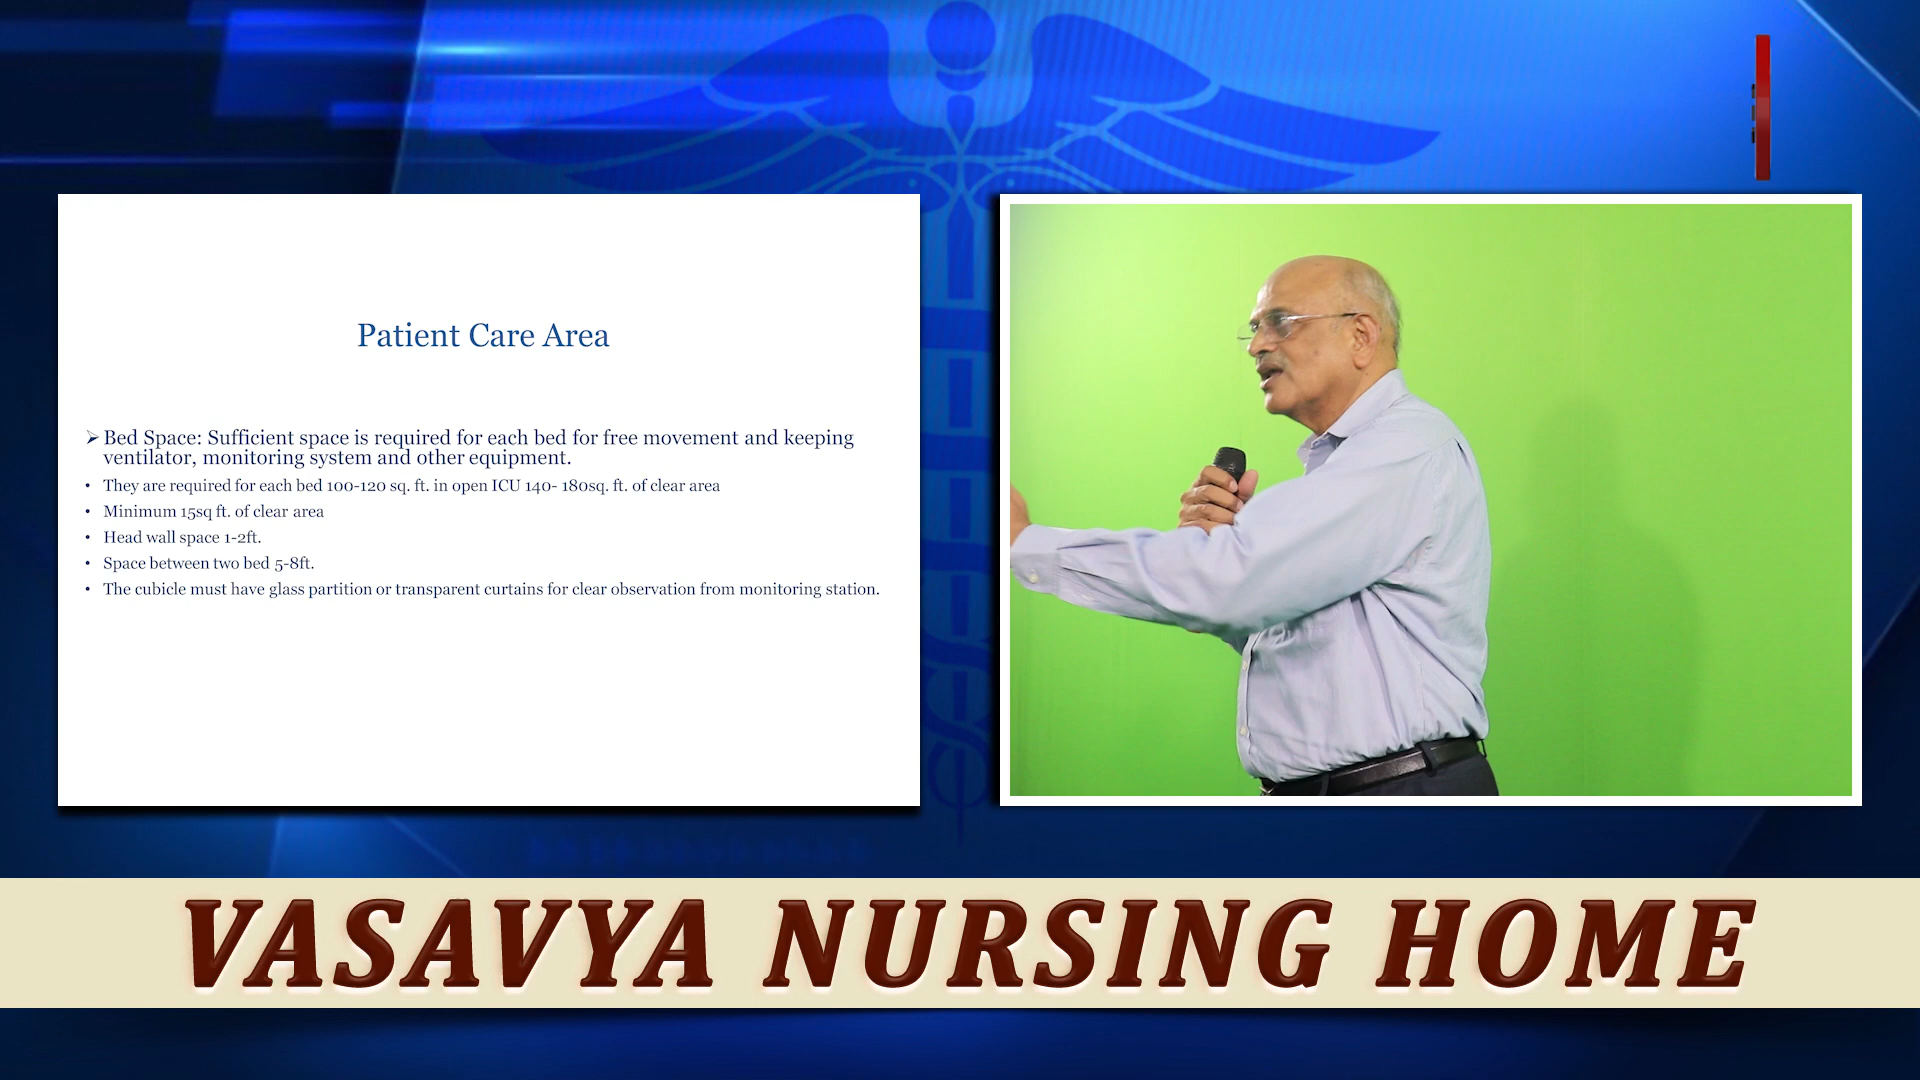 Patient Care Area
➢ Bed Space: Sufficient space is required for each bed for free movement and keeping
ventilator, monitoring system and other equipment.
• They are required for each bed 100-120 sq. ft. in open ICU 140- 180sq. ft. of clear area
• Minimum 15sq ft. of clear area
• Head wall space 1-2ft.
• Space between two bed 5-8ft.
• The cubicle must have glass partition or transparent curtains for clear observation from monitoring station.
VASAVYA NURSING HOME